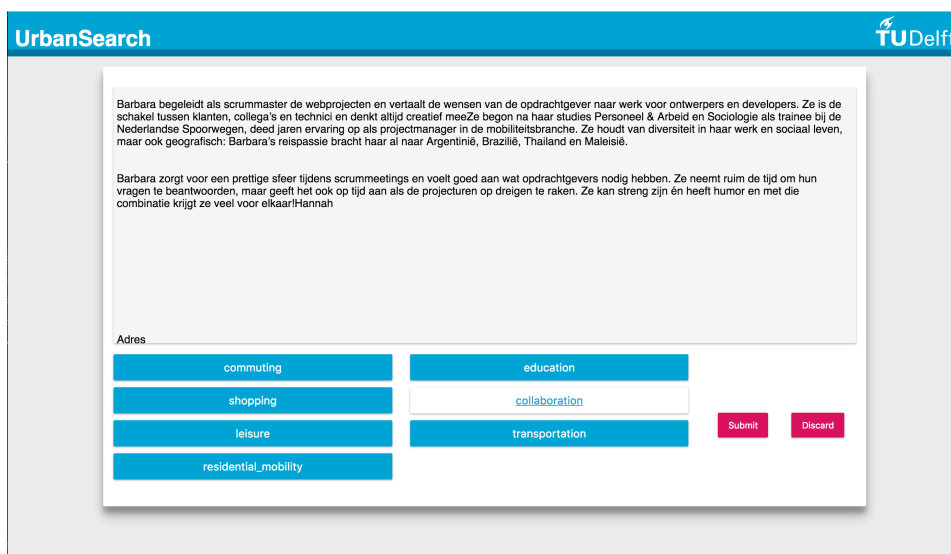 UrbanSearch
TUDelft
Barbara begeleidt als scrummaster de webprojecten en vertaalt de wensen van de opdrachtgever naar werk voor ontwerpers en developers. Ze is de
schakel tussen klanten, collega's en technici en denkt altijd creatief meeZe begon na haar studies Personeel & Arbeid en Sociologie als trainee bij de
Nederlandse Spoorwegen, deed jaren ervaring op als projectmanager in de mobiliteitsbranche. Ze houdt van diversiteit in haar werk en sociaal leven,
maar ook geografisch: Barbara's reispassie bracht haar al naar Argentinië, Brazilië, Thailand en Maleisië.
Barbara zorgt voor een prettige sfeer tijdens scrummeetings en voelt goed aan wat opdrachtgevers nodig hebben. Ze neemt ruim de tijd om hun
vragen te beantwoorden, maar geeft het ook op tijd aan als de projecturen op dreigen te raken. Ze kan streng zijn én heeft humor en met die
combinatie krijgt ze veel voor elkaar!Hannah
Adres
commuting
education
shopping
collaboration
leisure
transportation
residential_mobility
Submit
Discard